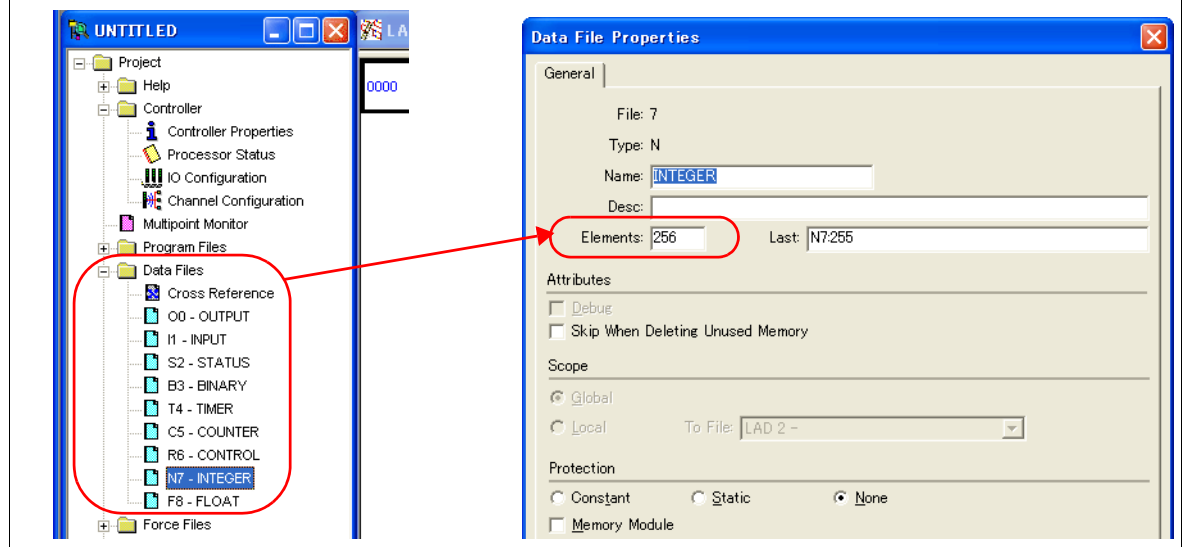 UNTITLED
LA
Project
Help
Controller
Controller Properties
Processor Status
IO Configuration
Channel Configuration
Multipoint Monitor
Program Files
Data Files
Cross Reference
O0 - OUTPUT
I1 - INPUT
S2 - STATUS
B3 - BINARY
T4 - TIMER
C5 - COUNTER
R6 - CONTROL
N7 - INTEGER
F8 - FLOAT
Force Files
0000
Data File Properties
General
File: 7
Type: N
Name: INTEGER
Desc:
Elements: 256 Last: N7:255
Attributes
Debug
Skip When Deleting Unused Memory
Scope
Global
Local To File: LAD 2 -
Protection
Constant Static None
Memory Module